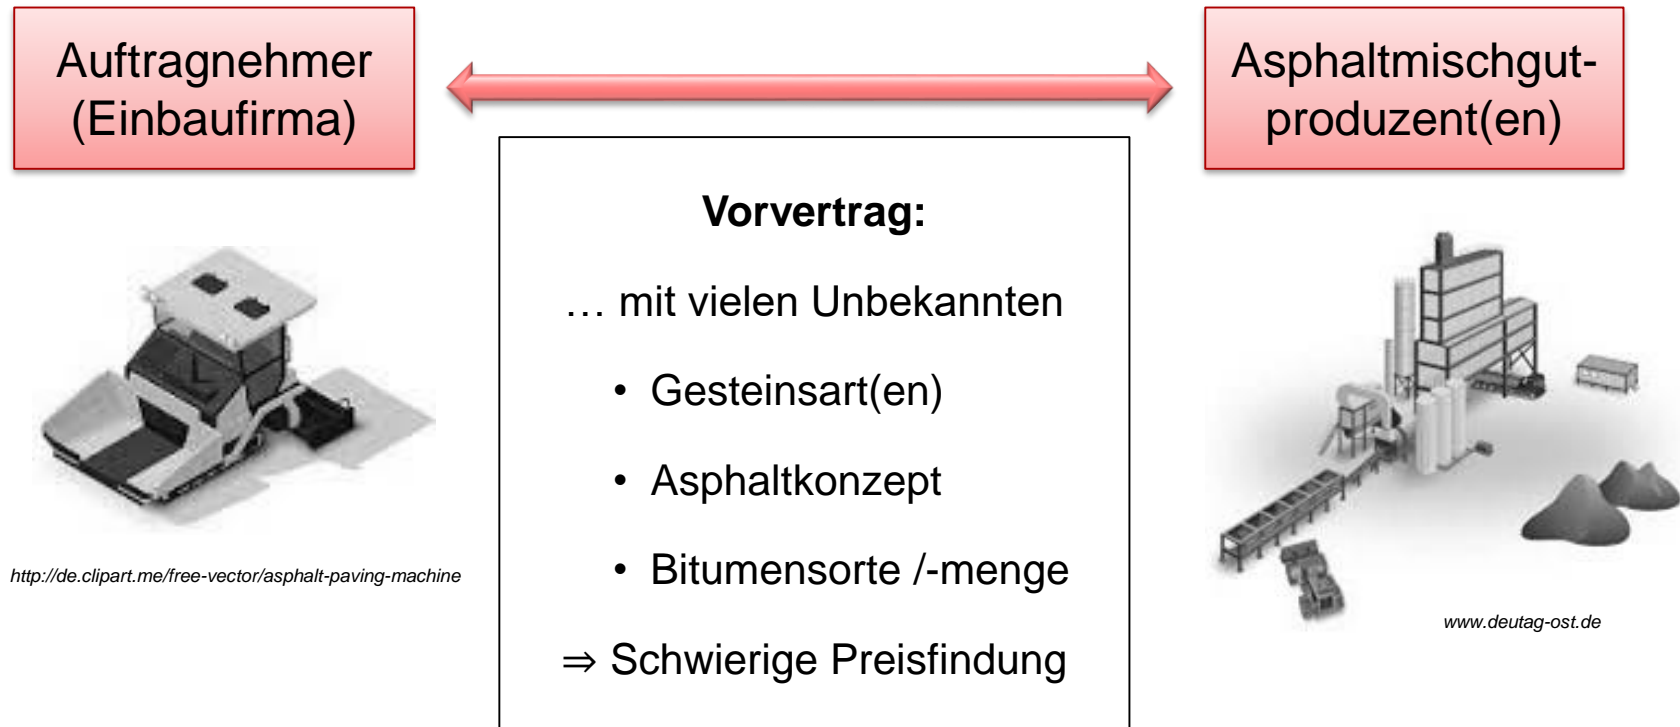 Auftragnehmer
(Einbaufirma)
Asphaltmischgut-
produzent(en)
Vorvertrag:
… mit vielen Unbekannten
• Gesteinsart(en)
• Asphaltkonzept
• Bitumensorte /-menge
⇒ Schwierige Preisfindung
http://de.clipart.me/free-vector/asphalt-paving-machine
www.deutag-ost.de